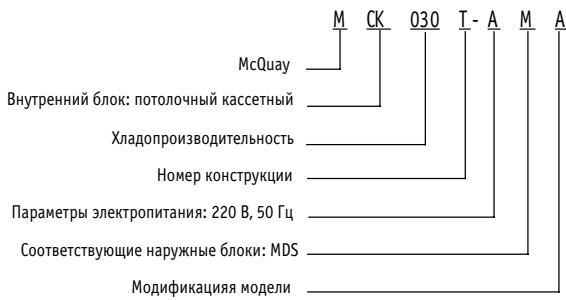 M CK 030 T - A M A
McQuay
Внутренний блок: потолочный кассетный
Хладопроизводительность
Номер конструкции
Параметры электропитания: 220 В, 50 Гц
Соответствующие наружные блоки: MDS
Модификацияя модели